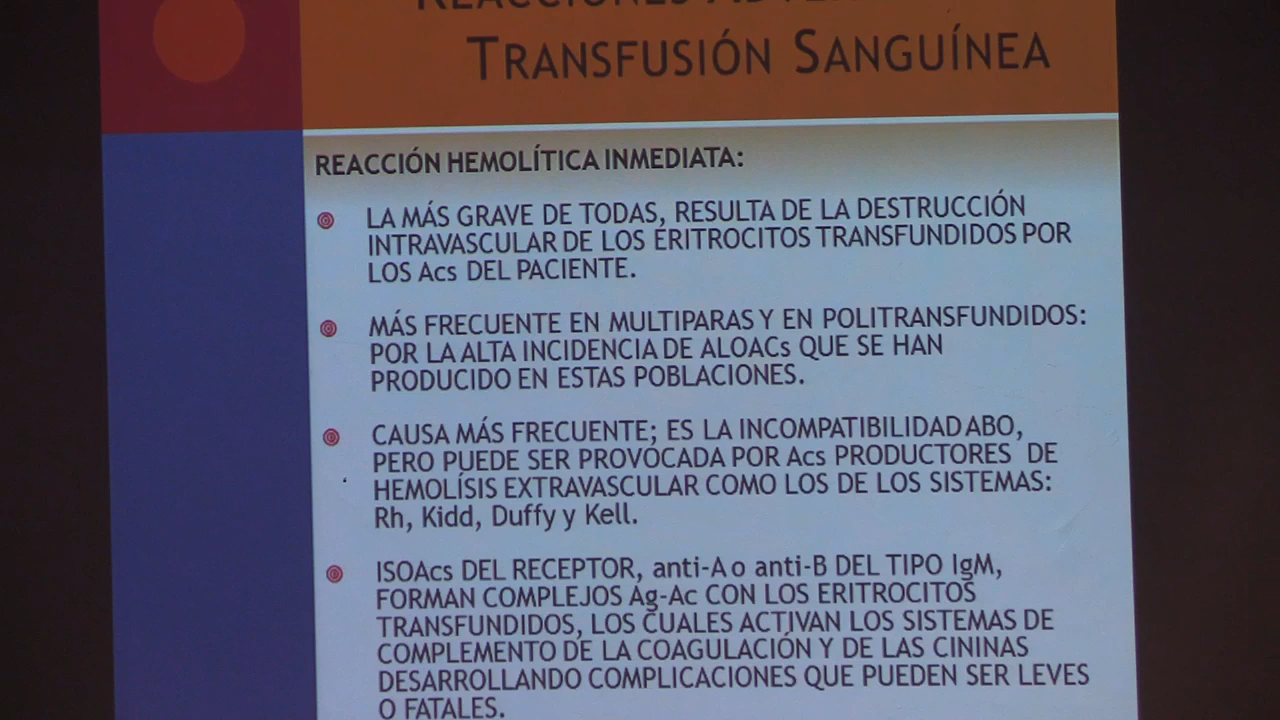 REACCIONES
TRANSFUSIÓN SANGUÍNEA
REACCIÓN HEMOLÍTICA INMEDIATA:
LA MÁS GRAVE DE TODAS, RESULTA DE LA DESTRUCCIÓN
INTRAVASCULAR DE LOS ERITROCITOS TRANSFUNDIDOS POR
LOS Acs DEL PACIENTE.
MÁS FRECUENTE EN MULTIPARAS Y EN POLITRANSFUNDIDOS:
POR LA ALTA INCIDENCIA DE ALOACs QUE SE HAN
PRODUCIDO EN ESTAS POBLACIONES.
CAUSA MÁS FRECUENTE; ES LA INCOMPATIBILIDAD ABO,
PERO PUEDE SER PROVOCADA POR Acs PRODUCTORES DE
HEMOLÍSIS EXTRAVASCULAR COMO LOS DE LOS SISTEMAS:
Rh, Kidd, Duffy y Kell.
ISOAcs DEL RECEPTOR, anti-A o anti-B DEL TIPO IgM,
FORMAN COMPLEJOS Ag-Ac CON LOS ERITROCITOS
TRANSFUNDIDOS, LOS CUALES ACTIVAN LOS SISTEMAS DE
COMPLEMENTO DE LA COAGULACIÓN Y DE LAS CININAS
DESARROLLANDO COMPLICACIONES QUE PUEDEN SER LEVES
O FATALES.